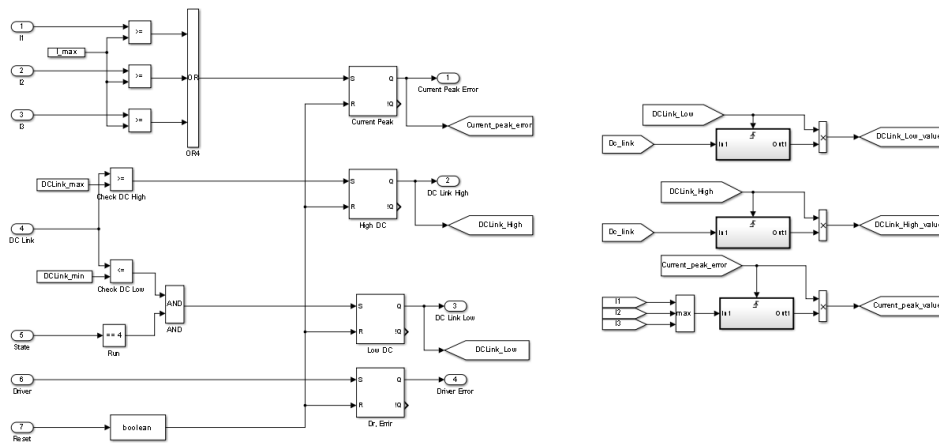 1
I1
I_max
>=
2
I2
>=
3
I3
>=
OR
OR4
S
Q
R
!Q
Current Peak
1
Current Peak Error
Current_peak_error
DCLink_max
>=
Check DC High
S
Q
R
!Q
High DC
2
DC Link High
DCLink_High
4
DC Link
DCLink_min
<=
Check DC Low
AND
AND
5
State
== 4
Run
S
Q
R
!Q
Low DC
3
DC Link Low
DCLink_Low
6
Driver
S
Q
R
!Q
Dr, Errir
4
Driver Error
7
Reset
boolean
DCLink_Low
Dc_link
In1
Out1
×
DCLink_Low_value
DCLink_High
Dc_link
In1
Out1
×
DCLink_High_value
Current_peak_error
I1
I2
I3
max
In1
Out1
×
Current_peak_value